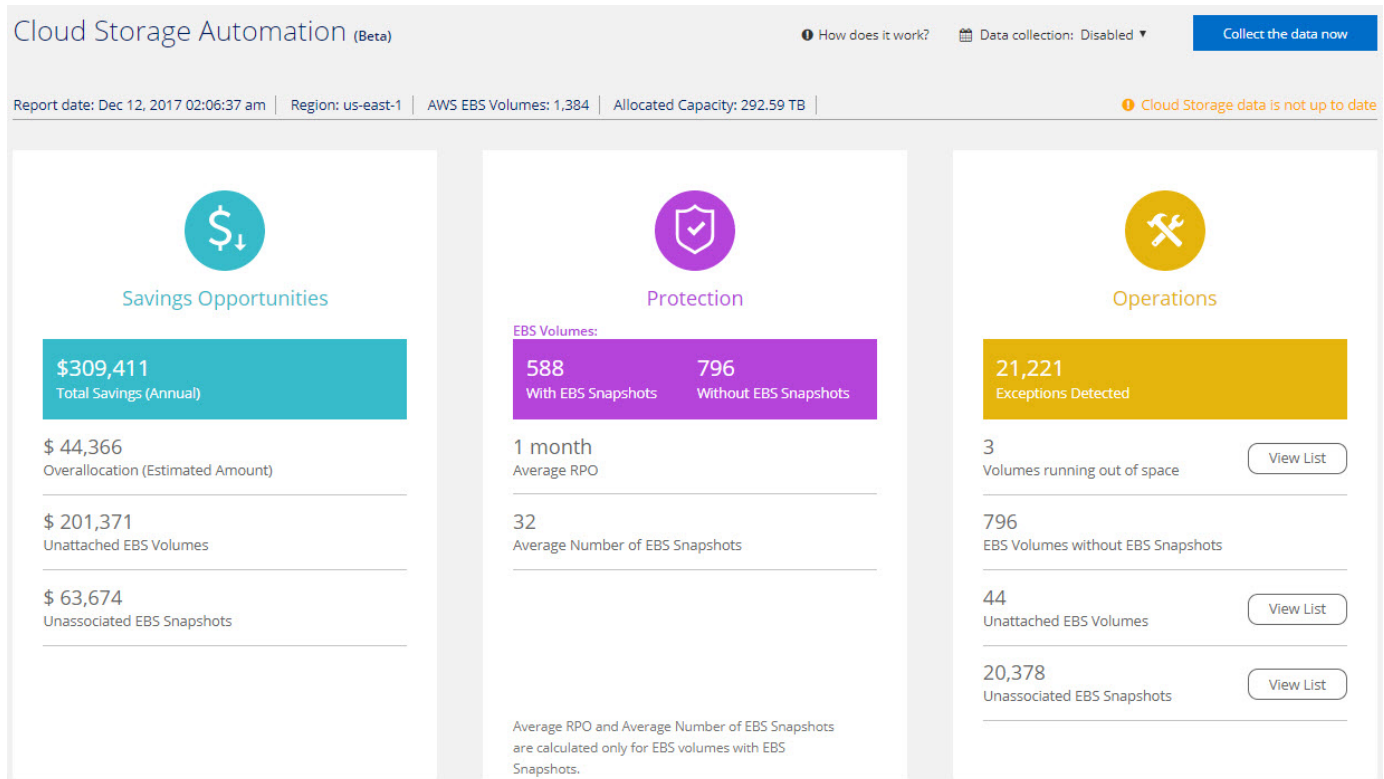 Cloud Storage Automation (Beta)
How does it work?
Data collection: Disabled
Collect the data now
Report date: Dec 12, 2017 02:06:37 am
Region: us-east-1
AWS EBS Volumes: 1,384
Allocated Capacity: 292.59 TB
Cloud Storage data is not up to date
Savings Opportunities
$309,411
Total Savings (Annual)
$ 44,366
Overallocation (Estimated Amount)
$ 201,371
Unattached EBS Volumes
$ 63,674
Unassociated EBS Snapshots
Protection
EBS Volumes:
588
With EBS Snapshots
796
Without EBS Snapshots
1 month
Average RPO
32
Average Number of EBS Snapshots
Average RPO and Average Number of EBS Snapshots
are calculated only for EBS volumes with EBS
Snapshots.
Operations
21,221
Exceptions Detected
3
Volumes running out of space
View List
796
EBS Volumes without EBS Snapshots
44
Unattached EBS Volumes
View List
20,378
Unassociated EBS Snapshots
View List